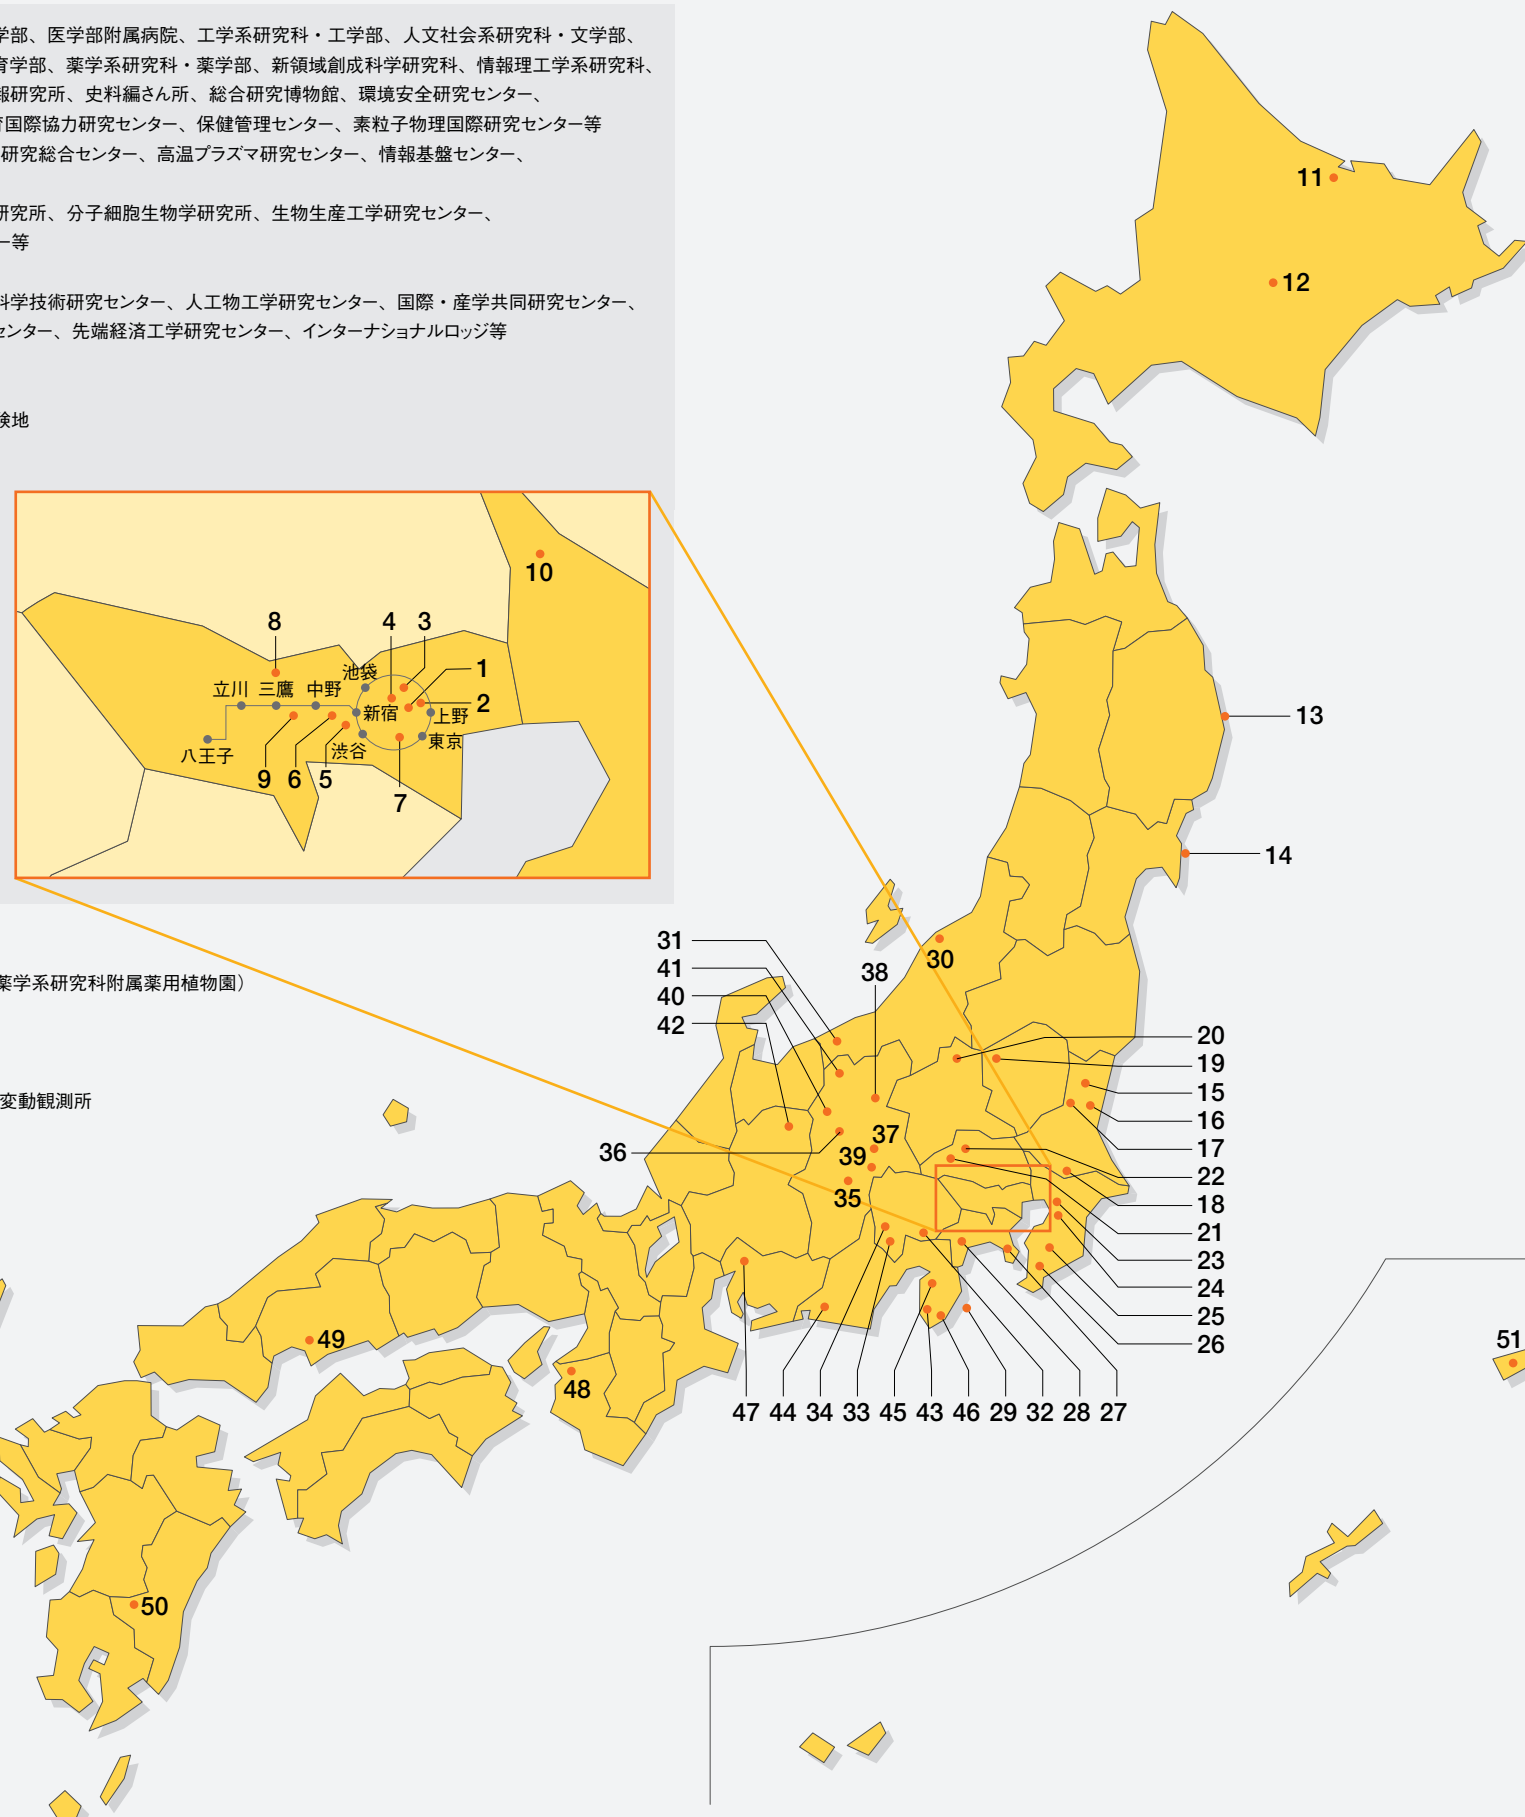 学部、医学部附属病院、工学系研究科・工学部、人文社会系研究科・文学部、
育学部、薬学系研究科・薬学部、新領域創成科学研究科、情報理工学系研究科、
報研究所、史料編さん所、総合研究博物館、環境安全研究センター、
育国際協力研究センター、保健管理センター、素粒子物理国際研究センター等
研究総合センター、高温プラズマ研究センター、情報基盤センター、
研究所、分子細胞生物学研究所、生物生産工学研究センター、
ー等
科学技術研究センター、人工物工学研究センター、国際・産学共同研究センター、
センター、先端経済工学研究センター、インターナショナルロッジ等
験地
11
12
10
8
4
3
池袋
1
立川
三鷹
中野
2
新宿
上野
八王子
渋谷
東京
9
6
5
7
13
14
薬学系研究科附属薬用植物園）
変動観測所
31
41
40
42
38
30
20
19
15
16
17
22
18
21
23
24
25
26
36
37
39
35
47
44
34
33
45
43
46
29
32
28
27
49
48
50
51